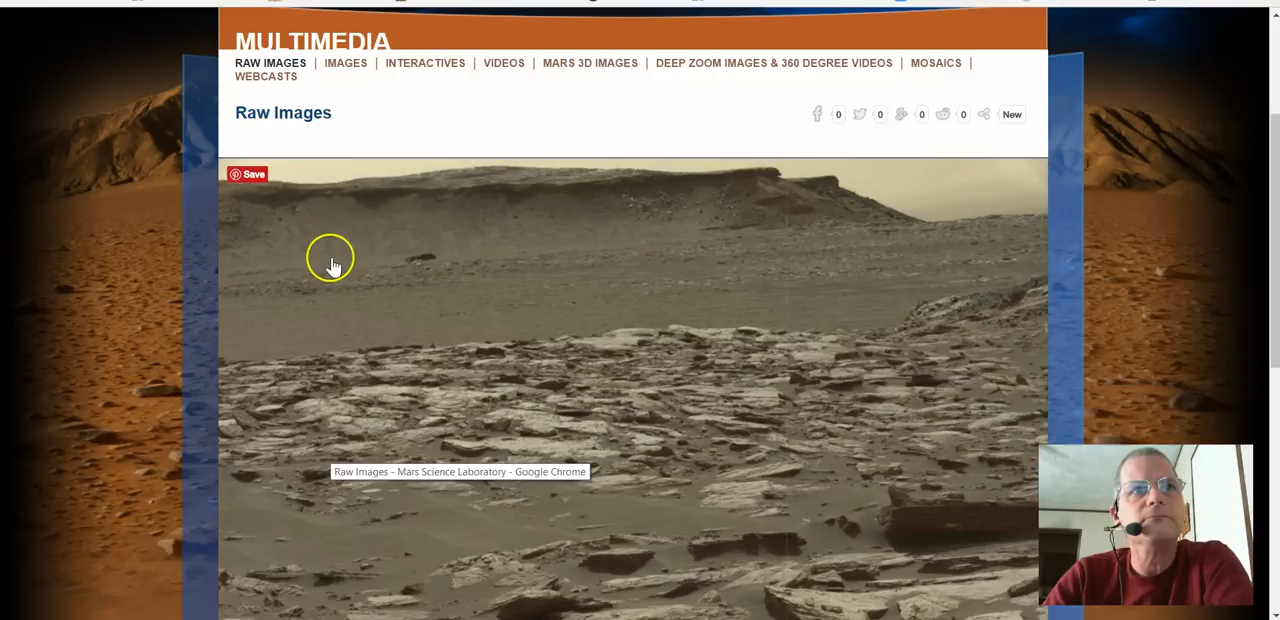 MULTIMEDIA
RAW IMAGES | IMAGES | INTERACTIVES | VIDEOS | MARS 3D IMAGES | DEEP ZOOM IMAGES & 360 DEGREE VIDEOS | MOSAICS |
WEBCASTS
Raw Images
0 0 0 0 New
Save
Raw Images - Mars Science Laboratory - Google Chrome